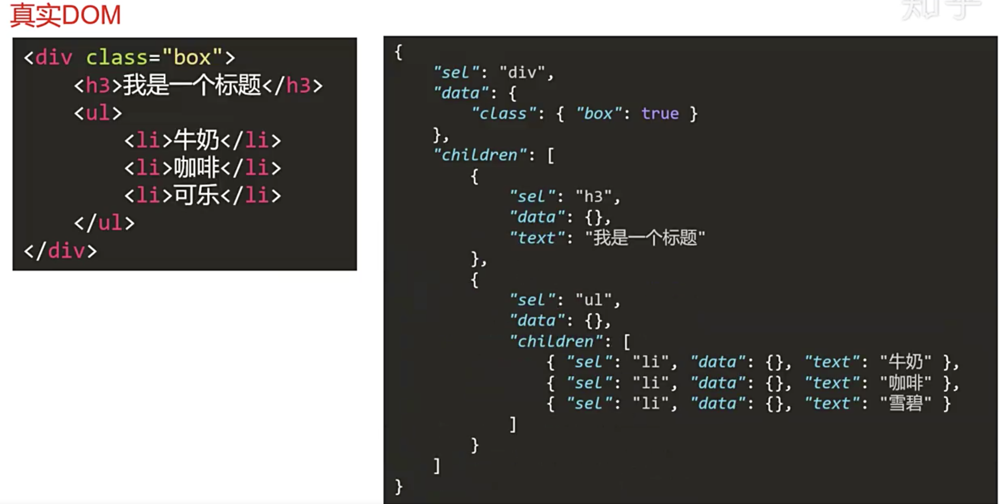 真实DOM
知乎
<div class="box">
<h3>我是一个标题</h3>
<ul>
<li>牛奶</li>
<li>咖啡</li>
<li>可乐</li>
</ul>
</div>
{
"sel": "div",
"data": {
"class": { "box": true }
},
"children": [
{
"sel": "h3",
"data": {},
"text": "我是一个标题"
},
{
"sel": "ul",
"data": {},
"children": [
{ "sel": "li", "data": {}, "text": "牛奶" },
{ "sel": "li", "data": {}, "text": "咖啡" },
{ "sel": "li", "data": {}, "text": "雪碧" }
]
}
]
}